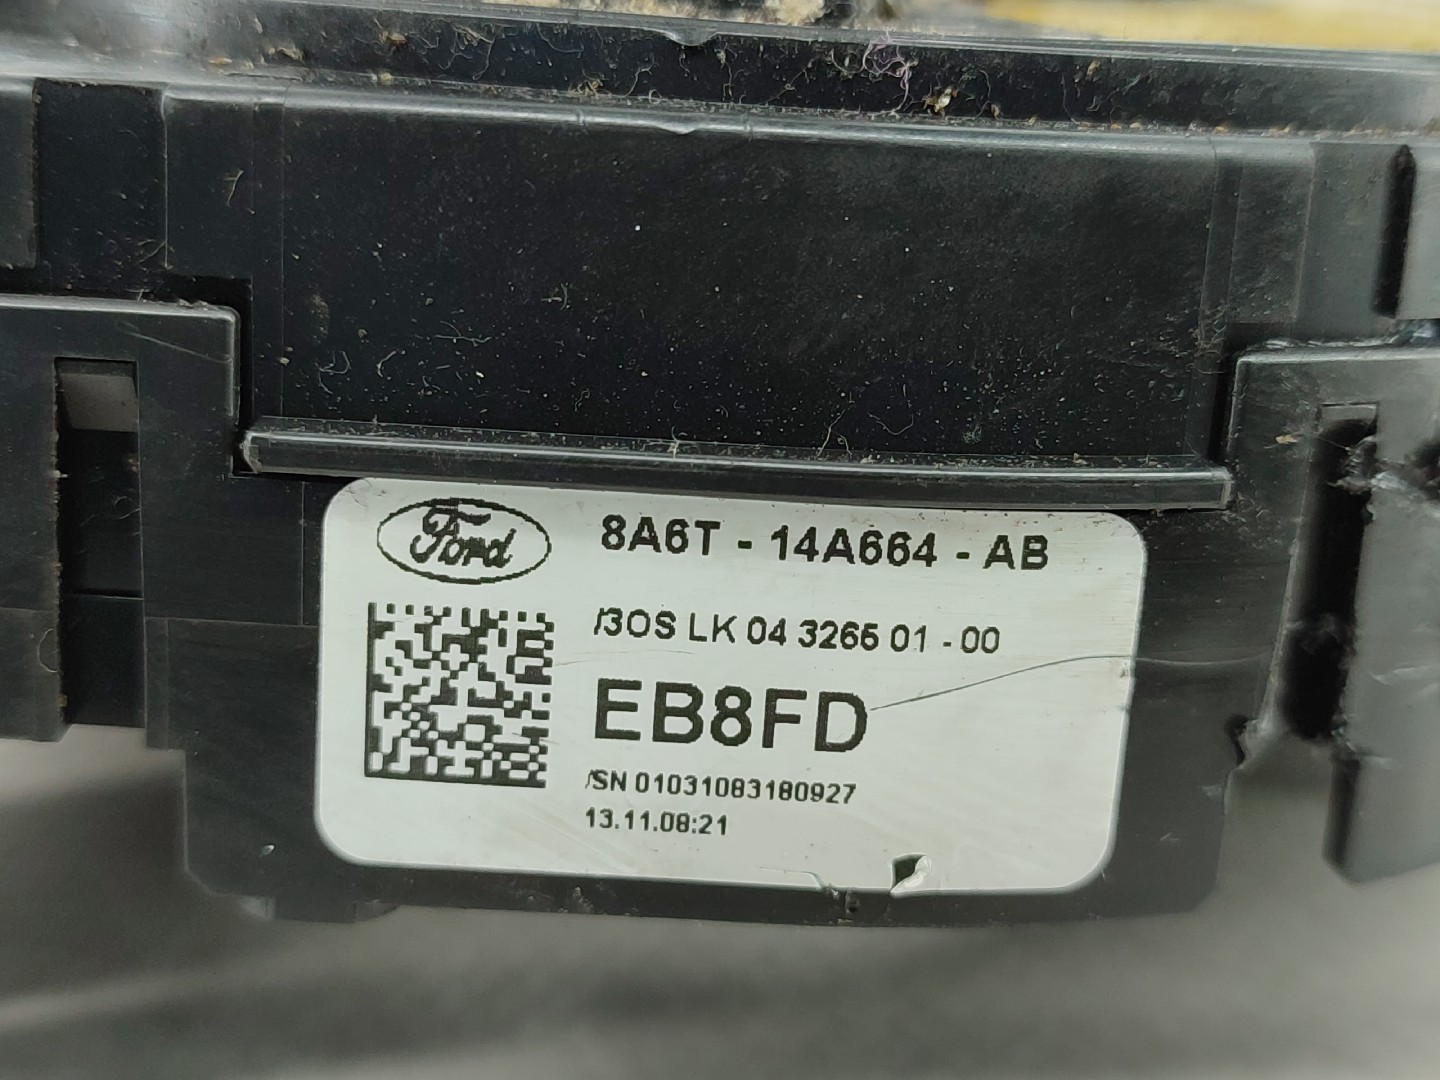 Ford
8A6T - 14A664 - AB
/3OS LK 04 3265 01 - 00
EB8FD
/SN 01031083180927
13.11.08:21